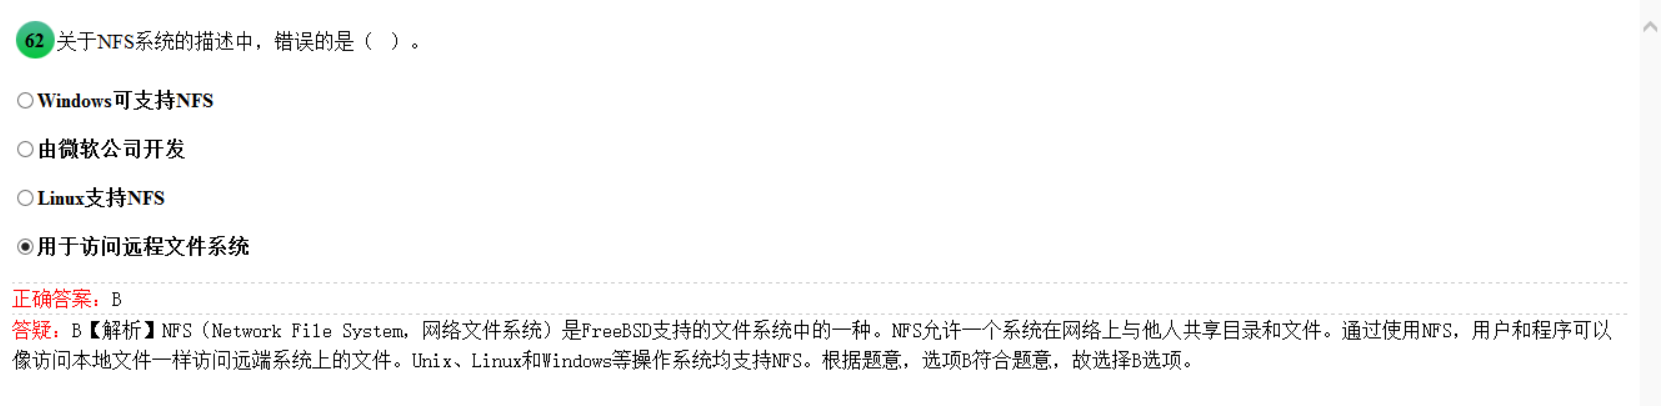 62 关于NFS系统的描述中，错误的是（ ）。
Windows可支持NFS
由微软公司开发
Linux支持NFS
用于访问远程文件系统
正确答案：B
答疑：B【解析】NFS（Network File System，网络文件系统）是FreeBSD支持的文件系统中的一种。NFS允许一个系统在网络上与他人共享目录和文件。通过使用NFS，用户和程序可以
像访问本地文件一样访问远端系统上的文件。Unix、Linux和Windows等操作系统均支持NFS。根据题意，选项B符合题意，故选择B选项。